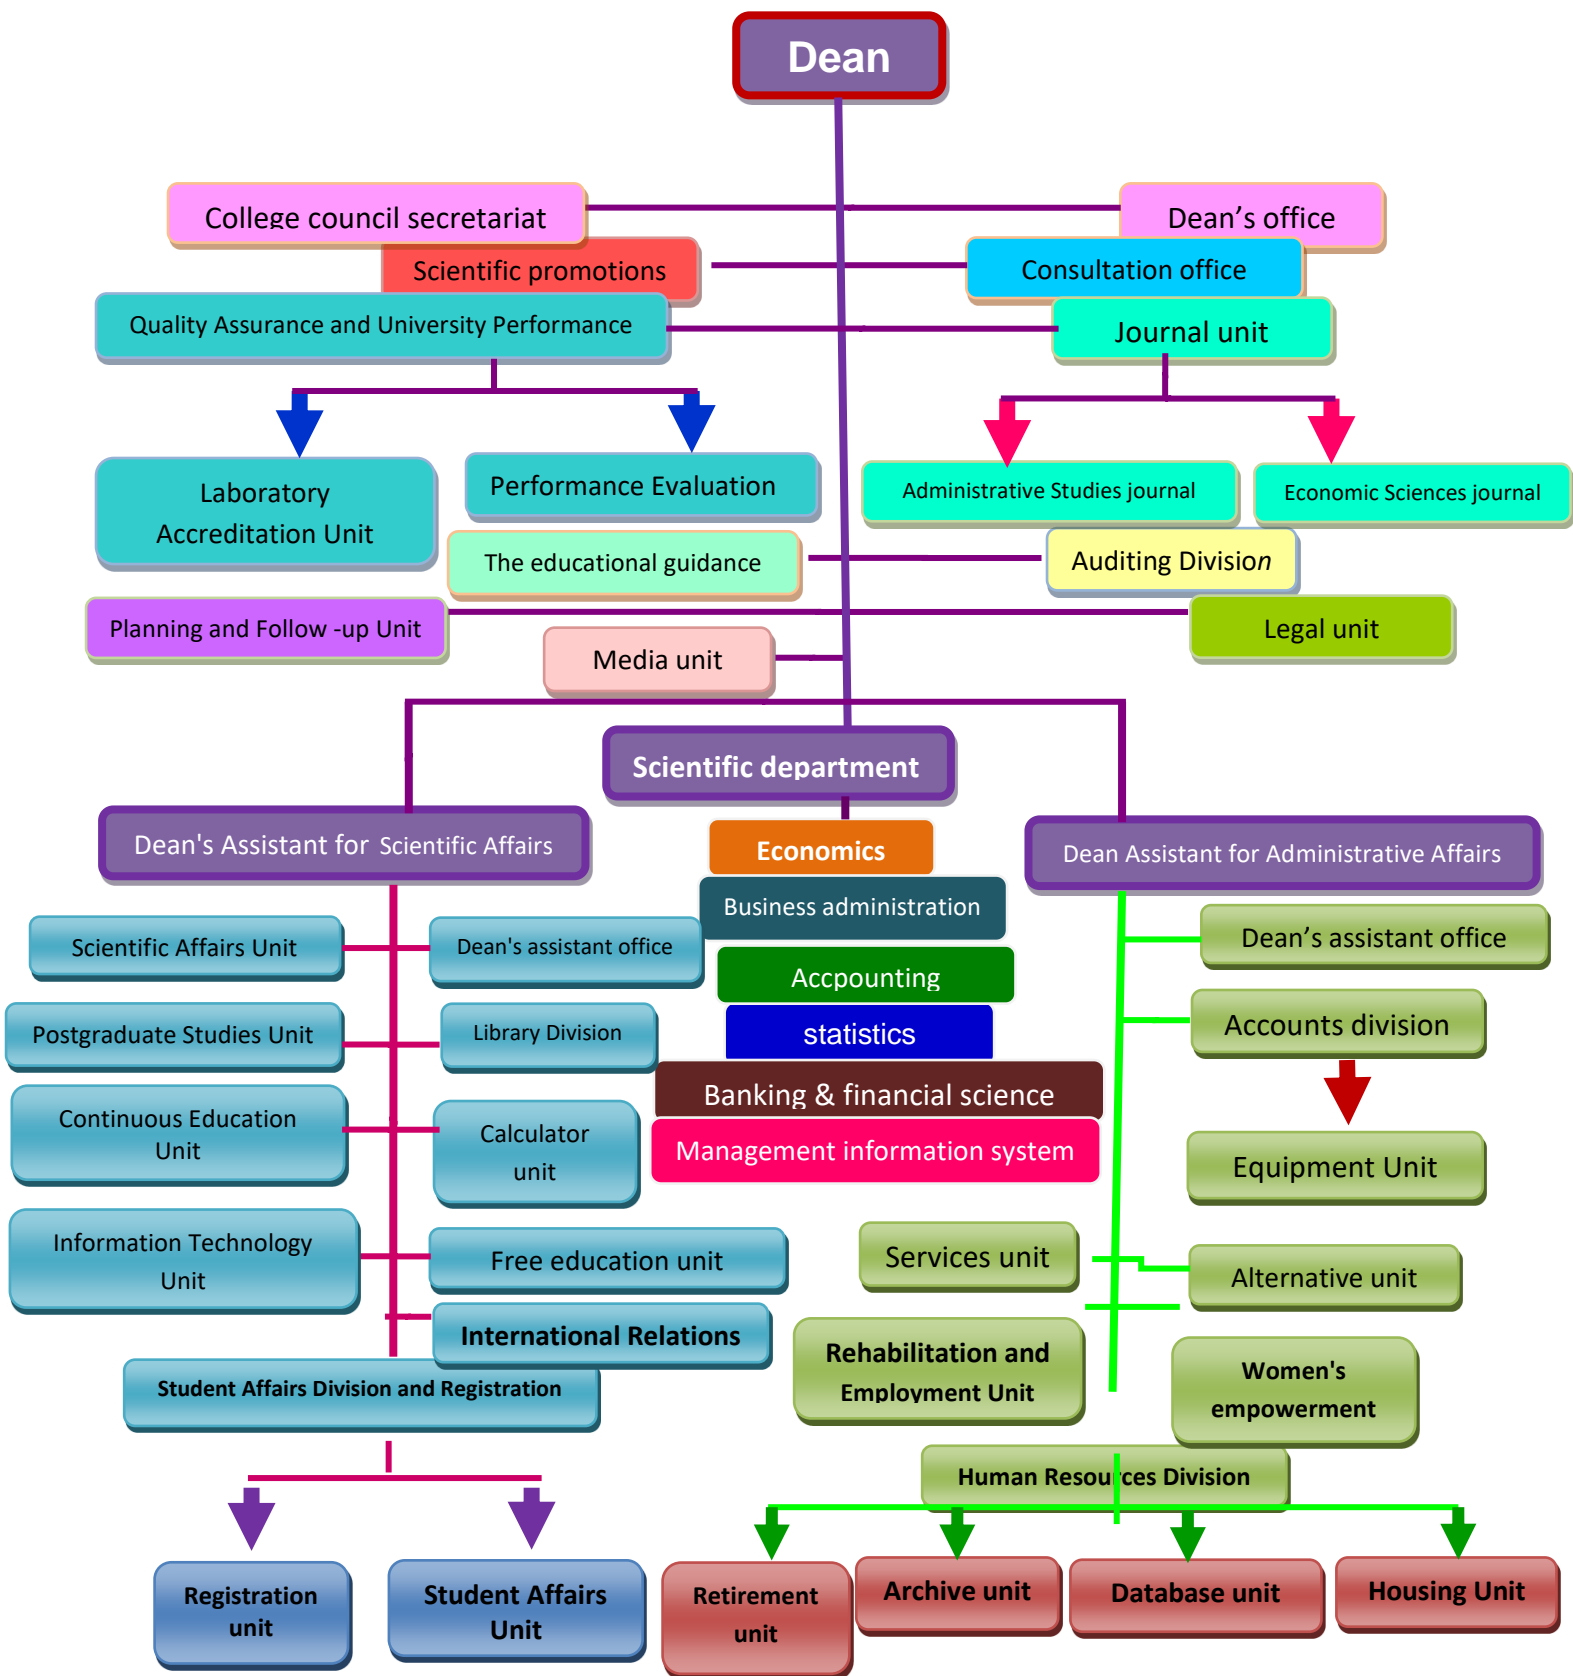 Dean
College council secretariat
Dean’s office
Scientific promotions
Consultation office
Quality Assurance and University Performance
Journal unit
Laboratory
Accreditation Unit
Performance Evaluation
Administrative Studies journal
Economic Sciences journal
The educational guidance
Auditing Division
Planning and Follow -up Unit
Legal unit
Media unit
Scientific department
Dean's Assistant for Scientific Affairs
Economics
Dean Assistant for Administrative Affairs
Business administration
Scientific Affairs Unit
Dean's assistant office
Dean’s assistant office
Accpounting
Postgraduate Studies Unit
Library Division
statistics
Accounts division
Banking & financial science
Continuous Education
Unit
Calculator
unit
Management information system
Equipment Unit
Information Technology
Unit
Free education unit
Services unit
Alternative unit
International Relations
Rehabilitation and
Employment Unit
Women's
empowerment
Student Affairs Division and Registration
Human Resources Division
Registration
unit
Student Affairs
Unit
Retirement
unit
Archive unit
Database unit
Housing Unit